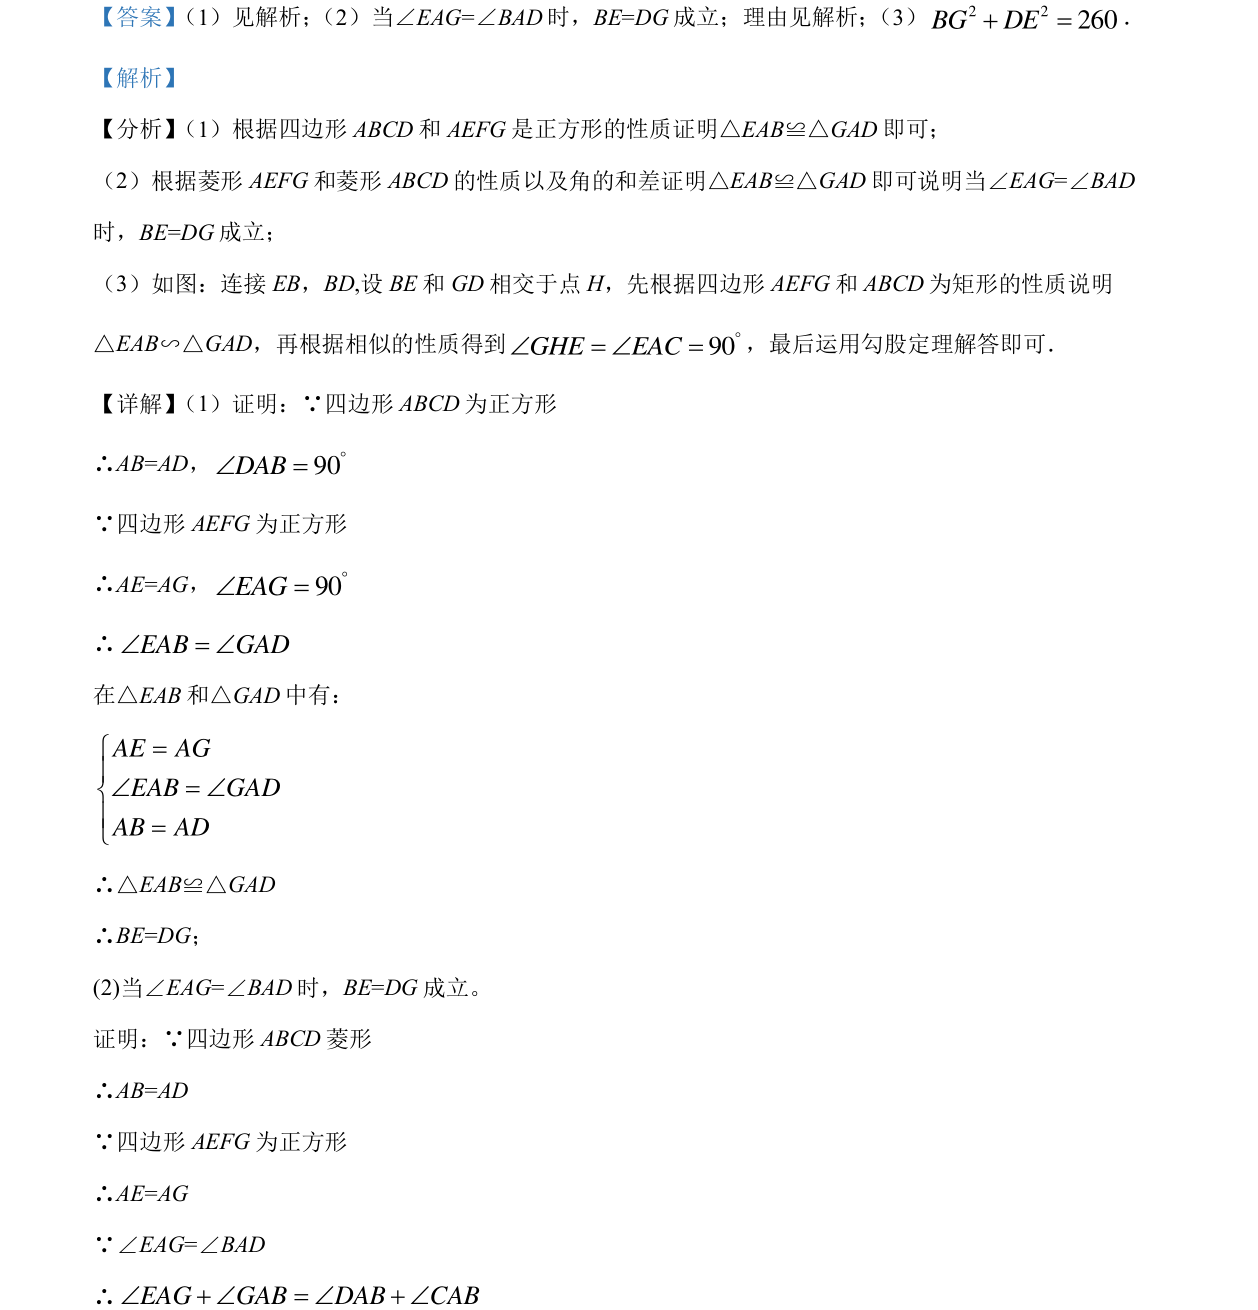 【答案】（1）见解析；（2）当∠EAG=∠BAD时，BE=DG成立；理由见解析；（3）BG²+DE²=260．
【解析】
【分析】（1）根据四边形ABCD和AEFG是正方形的性质证明△EAB≌△GAD即可；
（2）根据菱形AEFG和菱形ABCD的性质以及角的和差证明△EAB≌△GAD即可说明当∠EAG=∠BAD
时，BE=DG成立；
（3）如图：连接EB，BD,设BE和GD相交于点H，先根据四边形AEFG和ABCD为矩形的性质说明
△EAB∽△GAD，再根据相似的性质得到∠GHE=∠EAC=90°，最后运用勾股定理解答即可．
【详解】（1）证明：∵四边形ABCD为正方形
∴AB=AD，∠DAB=90°
∵四边形AEFG为正方形
∴AE=AG，∠EAG=90°
∴∠EAB=∠GAD
在△EAB和△GAD中有：
{AE=AG
∠EAB=∠GAD
AB=AD
∴△EAB≌△GAD
∴BE=DG；
(2)当∠EAG=∠BAD时，BE=DG成立。
证明：∵四边形ABCD菱形
∴AB=AD
∵四边形AEFG为正方形
∴AE=AG
∵∠EAG=∠BAD
∴∠EAG+∠GAB=∠DAB+∠CAB